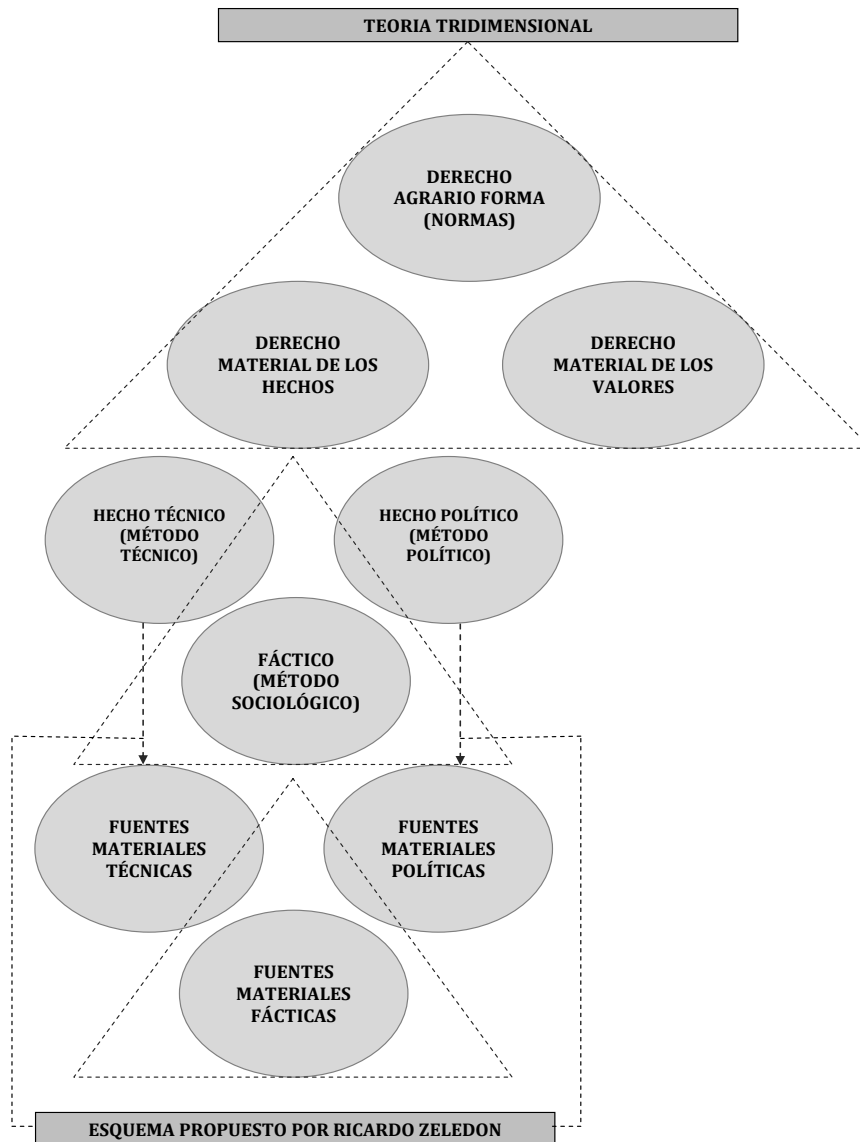 TEORIA TRIDIMENSIONAL
DERECHO
AGRARIO FORMA
(NORMAS)
DERECHO
MATERIAL DE LOS
HECHOS
DERECHO
MATERIAL DE LOS
VALORES
HECHO TÉCNICO
(MÉTODO
TÉCNICO)
HECHO POLÍTICO
(MÉTODO
POLÍTICO)
FÁCTICO
(MÉTODO
SOCIOLÓGICO)
FUENTES
MATERIALES
TÉCNICAS
FUENTES
MATERIALES
POLÍTICAS
FUENTES
MATERIALES
FÁCTICAS
ESQUEMA PROPUESTO POR RICARDO ZELEDON